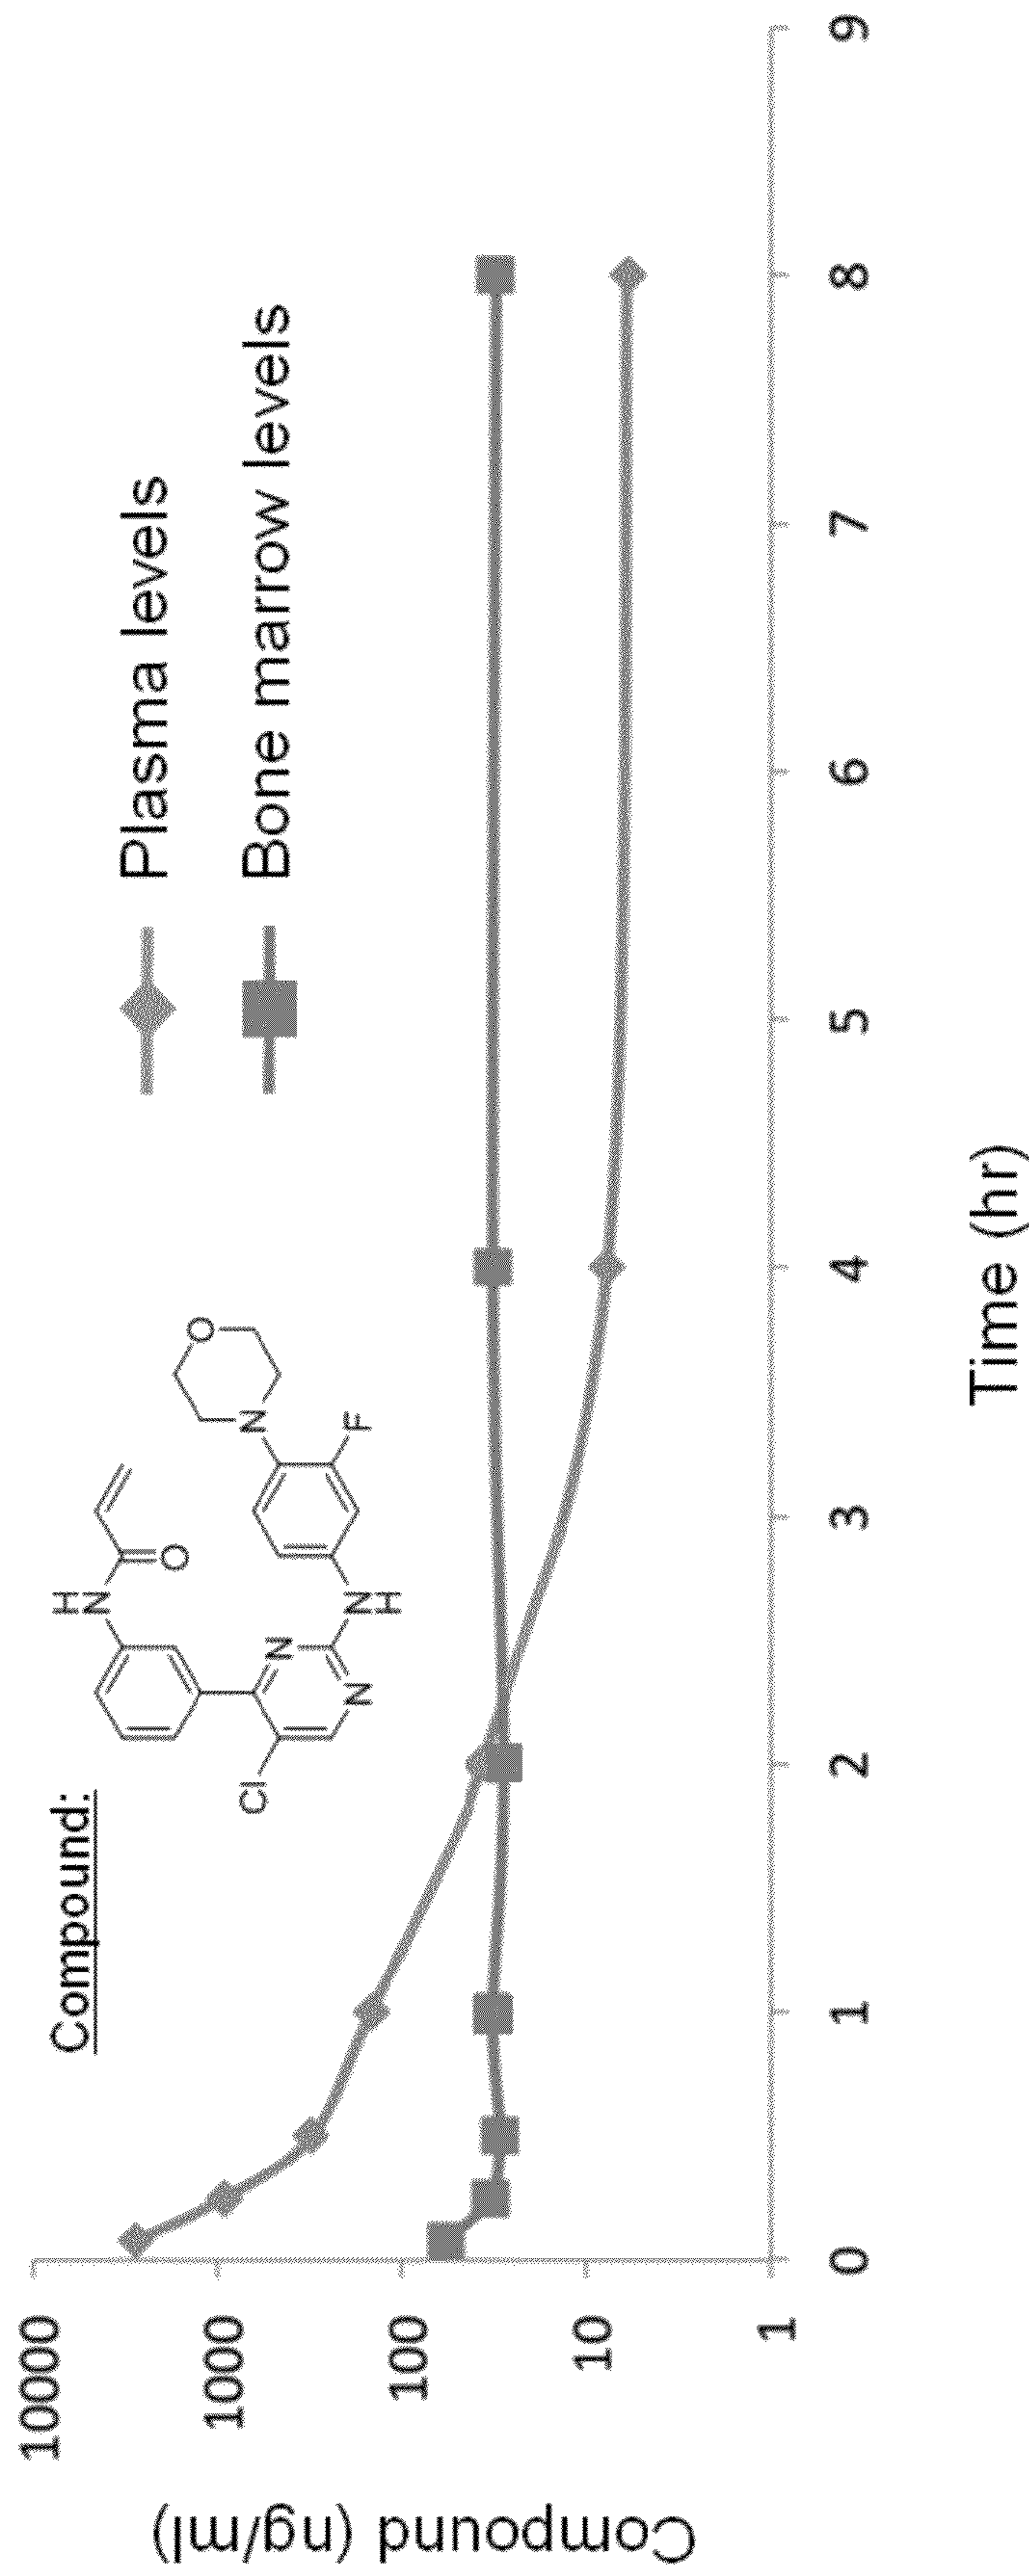 Compound:
H
N
O
Cl
N
N
N
H
F
N
O
Plasma levels
Bone marrow levels
Compound (ng/ml)
10000
1000
100
10
1
0 1 2 3 4 5 6 7 8 9
Time (hr)